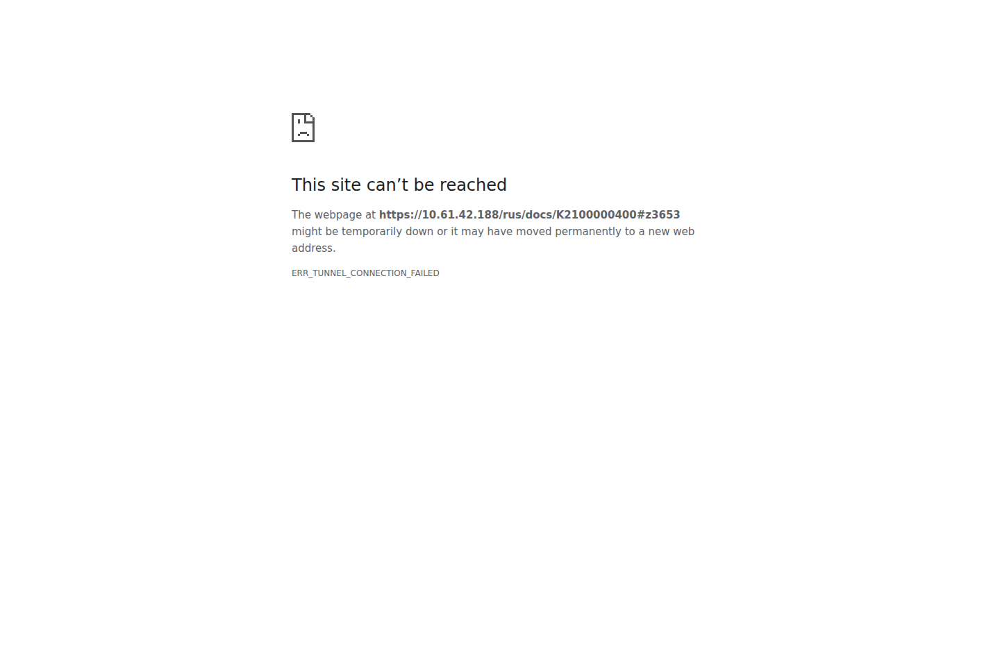 This site can’t be reached
The webpage at https://10.61.42.188/rus/docs/K2100000400#z3653
might be temporarily down or it may have moved permanently to a new web
address.
ERR_TUNNEL_CONNECTION_FAILED